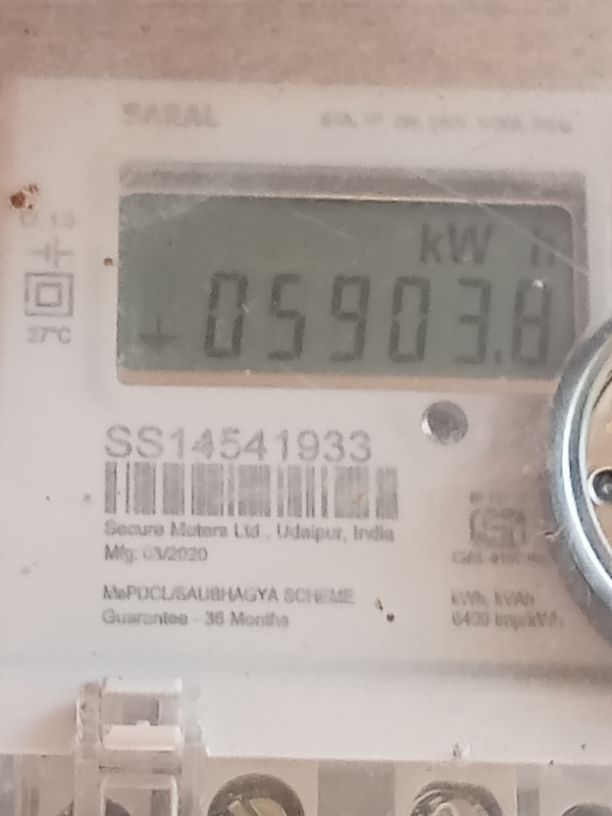 SARAL
kW h
+ 05903.8
27°C
SS14541933
Secure Meters Ltd., Udaipur, India
Mfg: 03/2020
MePDCL/SAUBHAGYA SCHEME
Guarantee - 36 Months
kWh, kVAh
6400 imp/kWh